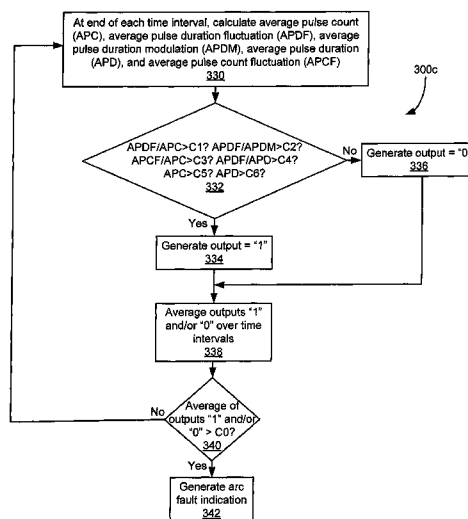 At end of each time interval, calculate average pulse count
(APC), average pulse duration fluctuation (APDF), average
pulse duration modulation (APDM), average pulse duration
(APD), and average pulse count fluctuation (APCF)
330
300c
APDF/APC>C1? APDF/APDM>C2?
APCF/APC>C3? APDF/APD>C4?
APC>C5? APD>C6?
332
No
Generate output = "0
336
Yes
Generate output = "1"
334
Average outputs "1"
and/or "0" over time
intervals
338
No
Average of
outputs "1" and/or
"0" > C0?
340
Yes
Generate arc
fault indication
342